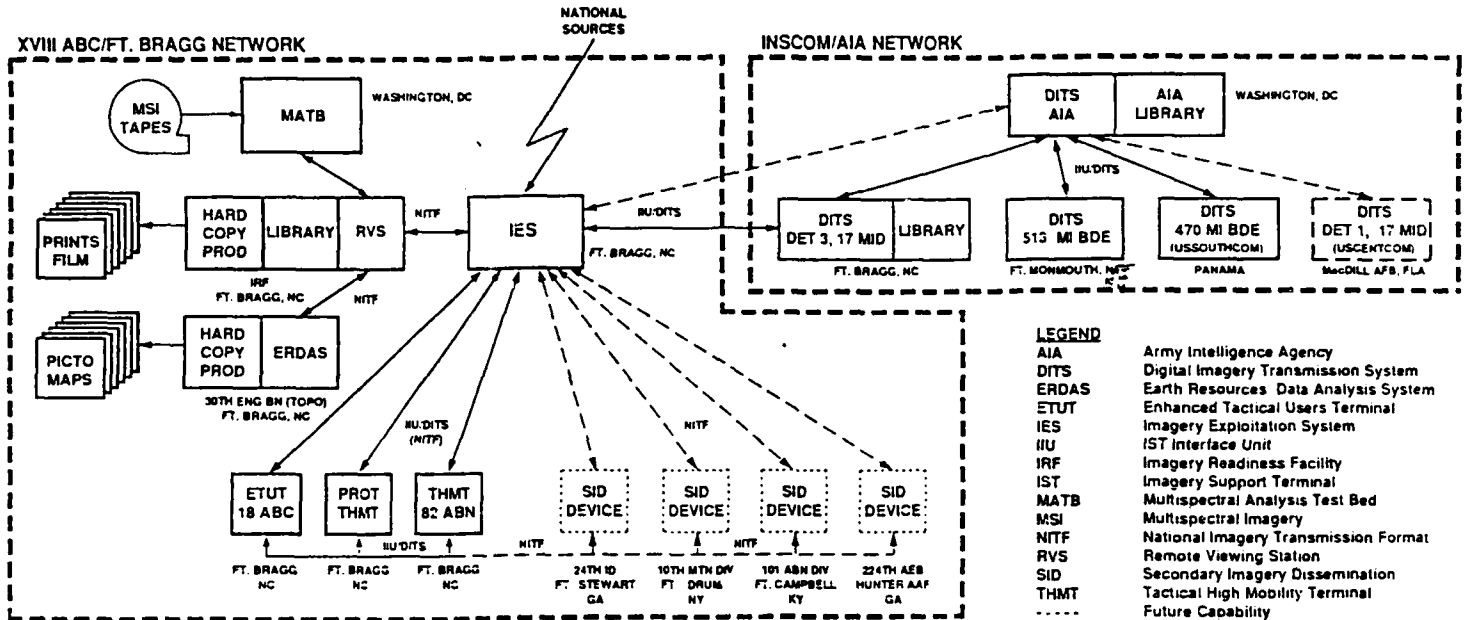 NATIONAL
SOURCES
XVIII ABC/FT. BRAGG NETWORK
INSCOM/AIA NETWORK
MSI
TAPES
MATB
WASHINGTON, DC
DITS
AIA
AIA
LIBRARY
WASHINGTON, DC
IIU/DITS
PRINTS
FILM
HARD
COPY
PROD
LIBRARY
RVS
NITF
IES
FT. BRAGG, NC
IIU/DITS
DITS
DET 3, 17 MID
LIBRARY
FT. BRAGG, NC
DITS
513 MI BDE
FT. MONMOUTH,
DITS
470 MI BDE
(USSOUTHCOM)
PANAMA
DITS
DET 1, 17 MID
(USCENTCOM)
MacDILL AFB, FLA
IRF
FT. BRAGG, NC
NITF
PICTO
MAPS
HARD
COPY
PROD
ERDAS
30TH ENG BN (TOPO)
FT. BRAGG, NC
IIU/DITS
(NITF)
NITF
ETUT
18 ABC
PROT
THMT
THMT
82 ABN
SID
DEVICE
SID
DEVICE
SID
DEVICE
SID
DEVICE
IIU/DITS
NITF
NITF
FT. BRAGG
NC
FT. BRAGG
NC
FT. BRAGG
NC
24TH ID
FT. STEWART
GA
10TH MTN DIV
FT DRUM
NY
101 ABN DIV
FT. CAMPBELL
KY
224TH AEB
HUNTER AAF
GA
LEGEND
AIA Army Intelligence Agency
DITS Digital Imagery Transmission System
ERDAS Earth Resources Data Analysis System
ETUT Enhanced Tactical Users Terminal
IES Imagery Exploitation System
IIU IST Interface Unit
IRF Imagery Readiness Facility
IST Imagery Support Terminal
MATB Multispectral Analysis Test Bed
MSI Multispectral Imagery
NITF National Imagery Transmission Format
RVS Remote Viewing Station
SID Secondary Imagery Dissemination
THMT Tactical High Mobility Terminal
----- Future Capability